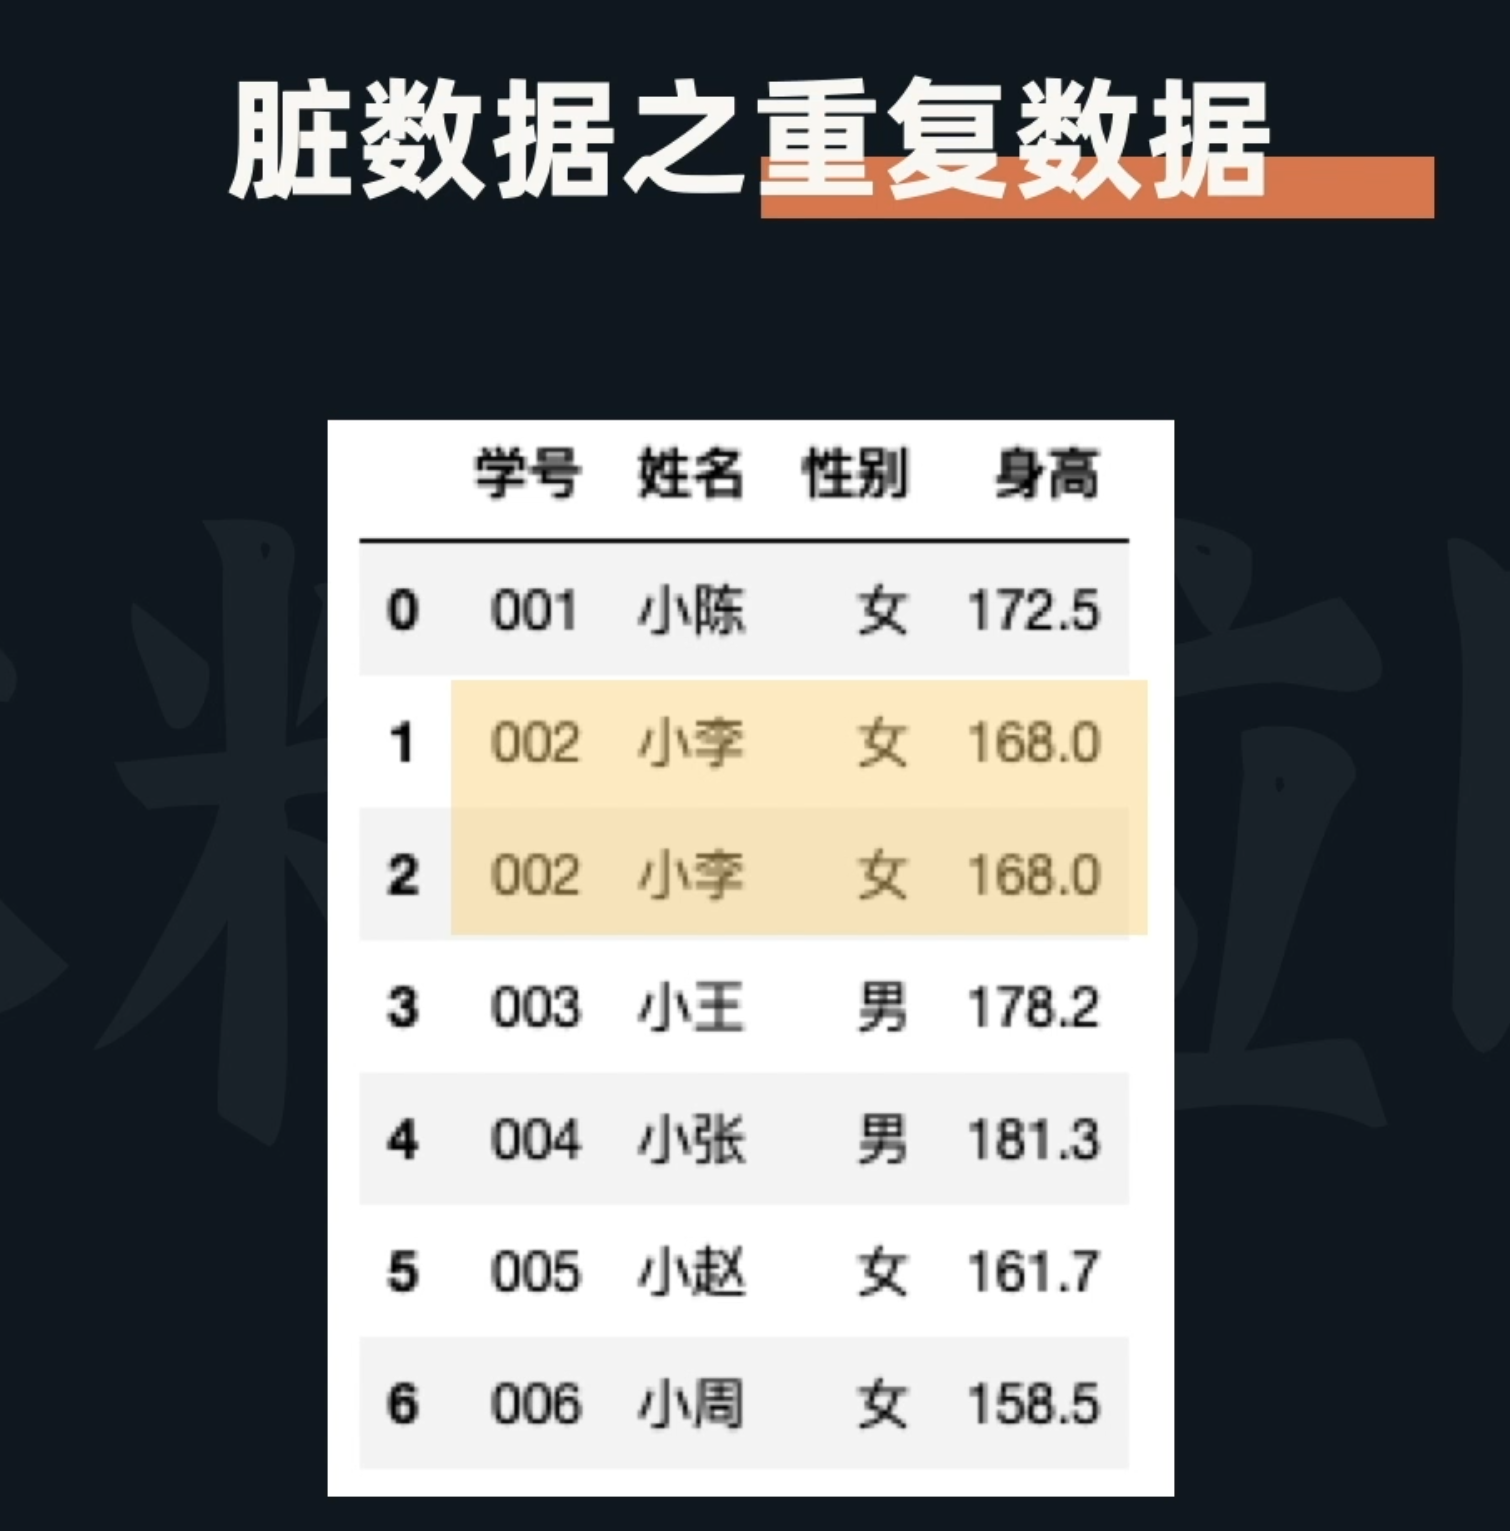 脏数据之重复数据
学号 姓名 性别 身高
0 001 小陈 女 172.5
1 002 小李 女 168.0
2 002 小李 女 168.0
3 003 小王 男 178.2
4 004 小张 男 181.3
5 005 小赵 女 161.7
6 006 小周 女 158.5